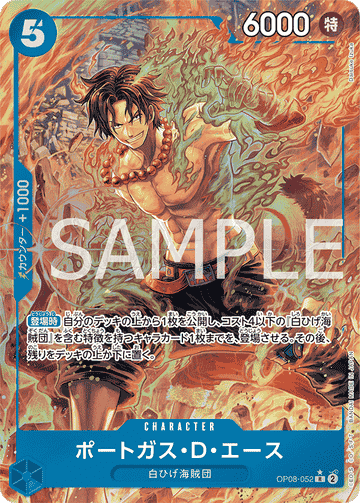 5
6000
特
カウンター +1000
SAMPLE
登場時 自分のデッキの上から1枚を公開し、コスト4以下の『白ひげ海
賊団』を含む特徴を持つキャラカード1枚までを、登場させる。その後、
残りをデッキの上か下に置く。
CHARACTER
ポートガス・D・エース
白ひげ海賊団
OP08-052 R 2